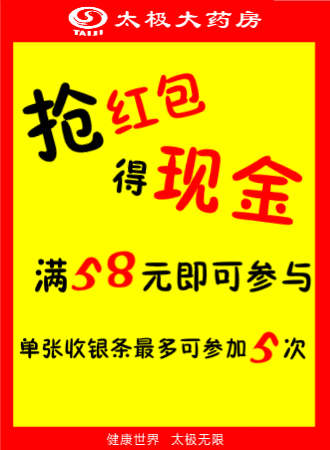 太极大药房
TAIJI
抢红包
得现金
满58元即可参与
单张收银条最多可参加5次
健康世界 太极无限